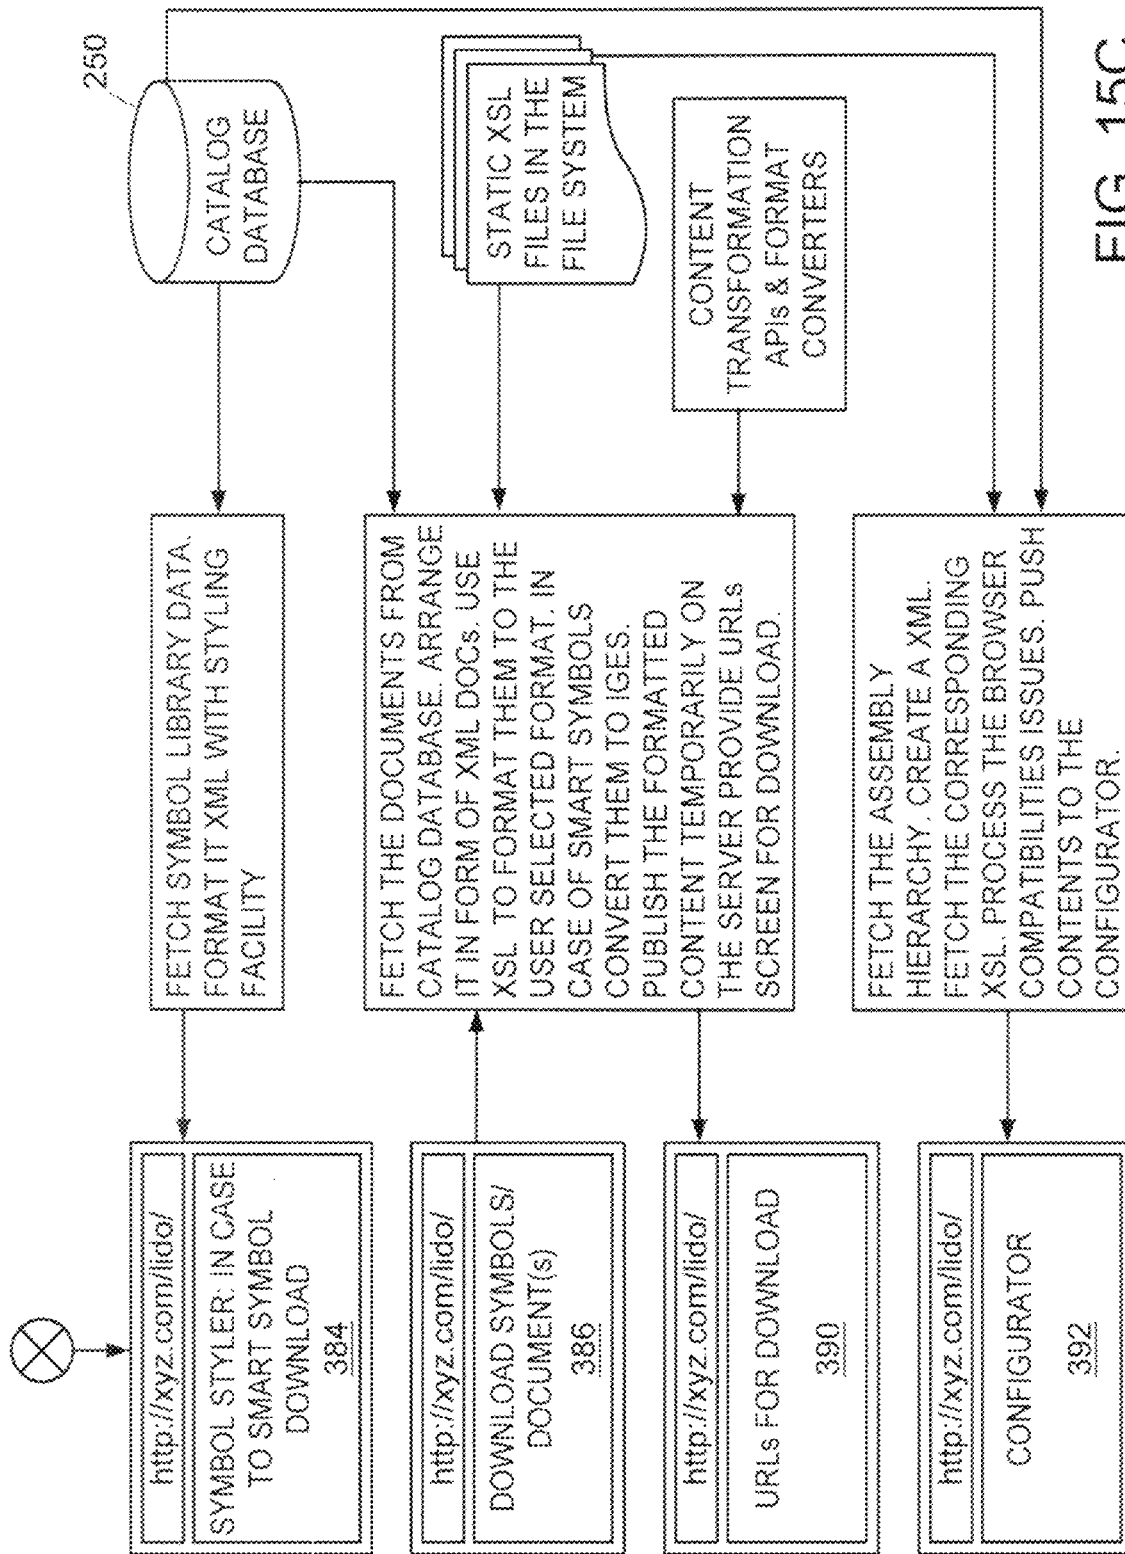 http://xyz.com/lido/
SYMBOL STYLER: IN CASE
TO SMART SYMBOL
DOWNLOAD
384
http://xyz.com/lido/
DOWNLOAD SYMBOLS/
DOCUMENT(s)
386
http://xyz.com/lido/
URLs FOR DOWNLOAD
390
http://xyz.com/lido/
CONFIGURATOR
392
FETCH SYMBOL LIBRARY DATA.
FORMAT IT XML WITH STYLING
FACILITY
FETCH THE DOCUMENTS FROM
CATALOG DATABASE. ARRANGE
IT IN FORM OF XML DOCs. USE
XSL TO FORMAT THEM TO THE
USER SELECTED FORMAT. IN
CASE OF SMART SYMBOLS
CONVERT THEM TO IGES.
PUBLISH THE FORMATTED
CONTENT TEMPORARILY ON
THE SERVER PROVIDE URLs
SCREEN FOR DOWNLOAD.
FETCH THE ASSEMBLY
HIERARCHY. CREATE A XML.
FETCH THE CORRESPONDING
XSL. PROCESS THE BROWSER
COMPATIBILITIES ISSUES. PUSH
CONTENTS TO THE
CONFIGURATOR.
250
CATALOG
DATABASE
STATIC XSL
FILES IN THE
FILE SYSTEM
CONTENT
TRANSFORMATION
APIs & FORMAT
CONVERTERS
FIG. 15C